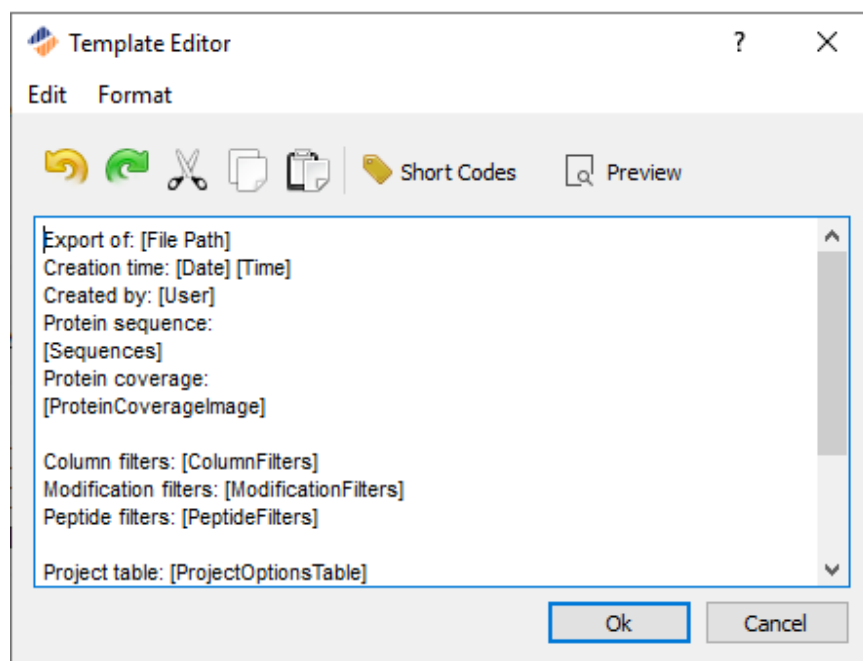 Template Editor
?
Edit Format
Short Codes Preview
Export of: [File Path]
Creation time: [Date] [Time]
Created by: [User]
Protein sequence:
[Sequences]
Protein coverage:
[ProteinCoverageImage]
Column filters: [ColumnFilters]
Modification filters: [ModificationFilters]
Peptide filters: [PeptideFilters]
Project table: [ProjectOptionsTable]
Ok Cancel